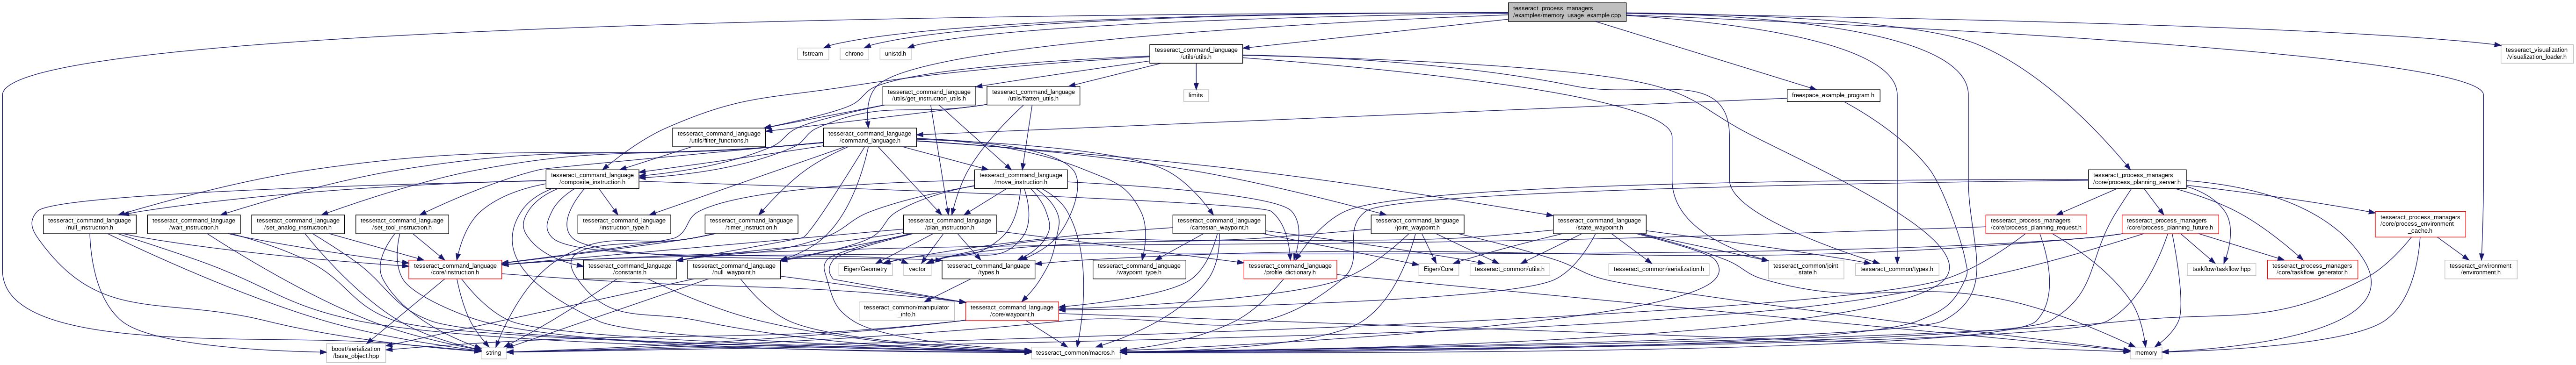 tesseract_process_managers
/examples/memory_usage_example.cpp
fstream
chrono
unistd.h
tesseract_command_language
/utils/utils.h
tesseract_visualization
/visualization_loader.h
tesseract_command_language
/utils/get_instruction_utils.h
tesseract_command_language
/utils/flatten_utils.h
limits
freespace_example_program.h
tesseract_command_language
/utils/filter_functions.h
tesseract_command_language
/command_language.h
tesseract_command_language
/composite_instruction.h
tesseract_command_language
/move_instruction.h
tesseract_process_managers
/core/process_planning_server.h
tesseract_command_language
/null_instruction.h
tesseract_command_language
/wait_instruction.h
tesseract_command_language
/set_analog_instruction.h
tesseract_command_language
/set_tool_instruction.h
tesseract_command_language
/instruction_type.h
tesseract_command_language
/timer_instruction.h
tesseract_command_language
/plan_instruction.h
tesseract_command_language
/cartesian_waypoint.h
tesseract_command_language
/joint_waypoint.h
tesseract_command_language
/state_waypoint.h
tesseract_process_managers
/core/process_planning_request.h
tesseract_process_managers
/core/process_planning_future.h
tesseract_process_managers
/core/process_environment
_cache.h
tesseract_command_language
/core/instruction.h
tesseract_command_language
/constants.h
tesseract_command_language
/null_waypoint.h
Eigen/Geometry
vector
tesseract_command_language
/types.h
tesseract_command_language
/waypoint_type.h
tesseract_command_language
/profile_dictionary.h
Eigen/Core
tesseract_common/utils.h
tesseract_common/serialization.h
tesseract_common/joint
_state.h
tesseract_common/types.h
taskflow/taskflow.hpp
tesseract_process_managers
/core/taskflow_generator.h
tesseract_environment
/environment.h
tesseract_common/manipulator
_info.h
tesseract_command_language
/core/waypoint.h
boost/serialization
/base_object.hpp
string
tesseract_common/macros.h
memory